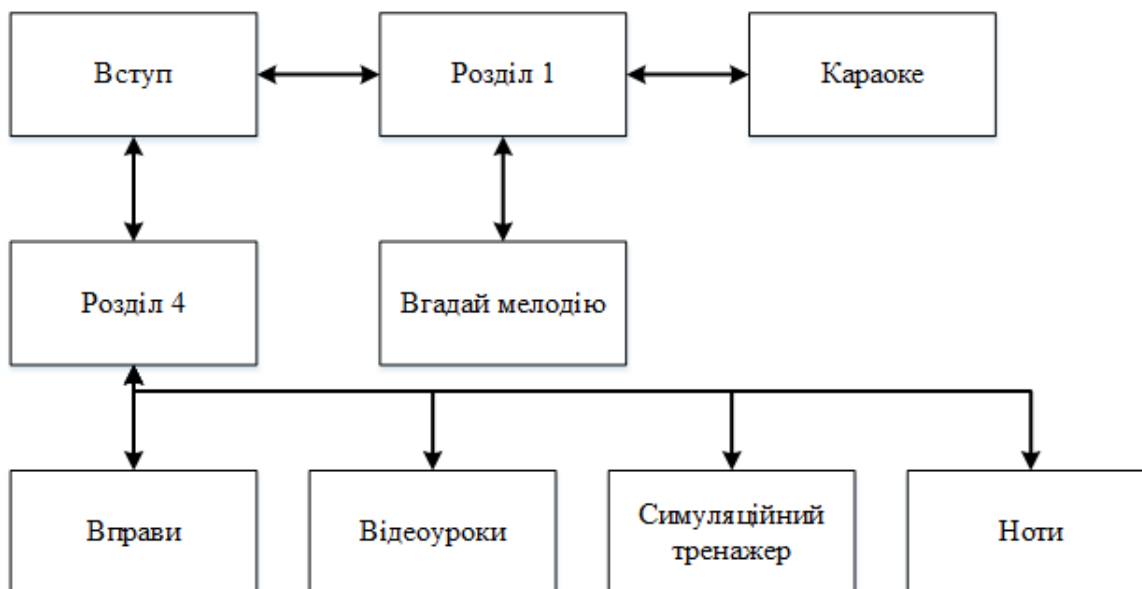 Вступ
Розділ 1
Караоке
Розділ 4
Вгадай мелодію
Вправи
Відеоуроки
Симуляційний
тренажер
Ноти